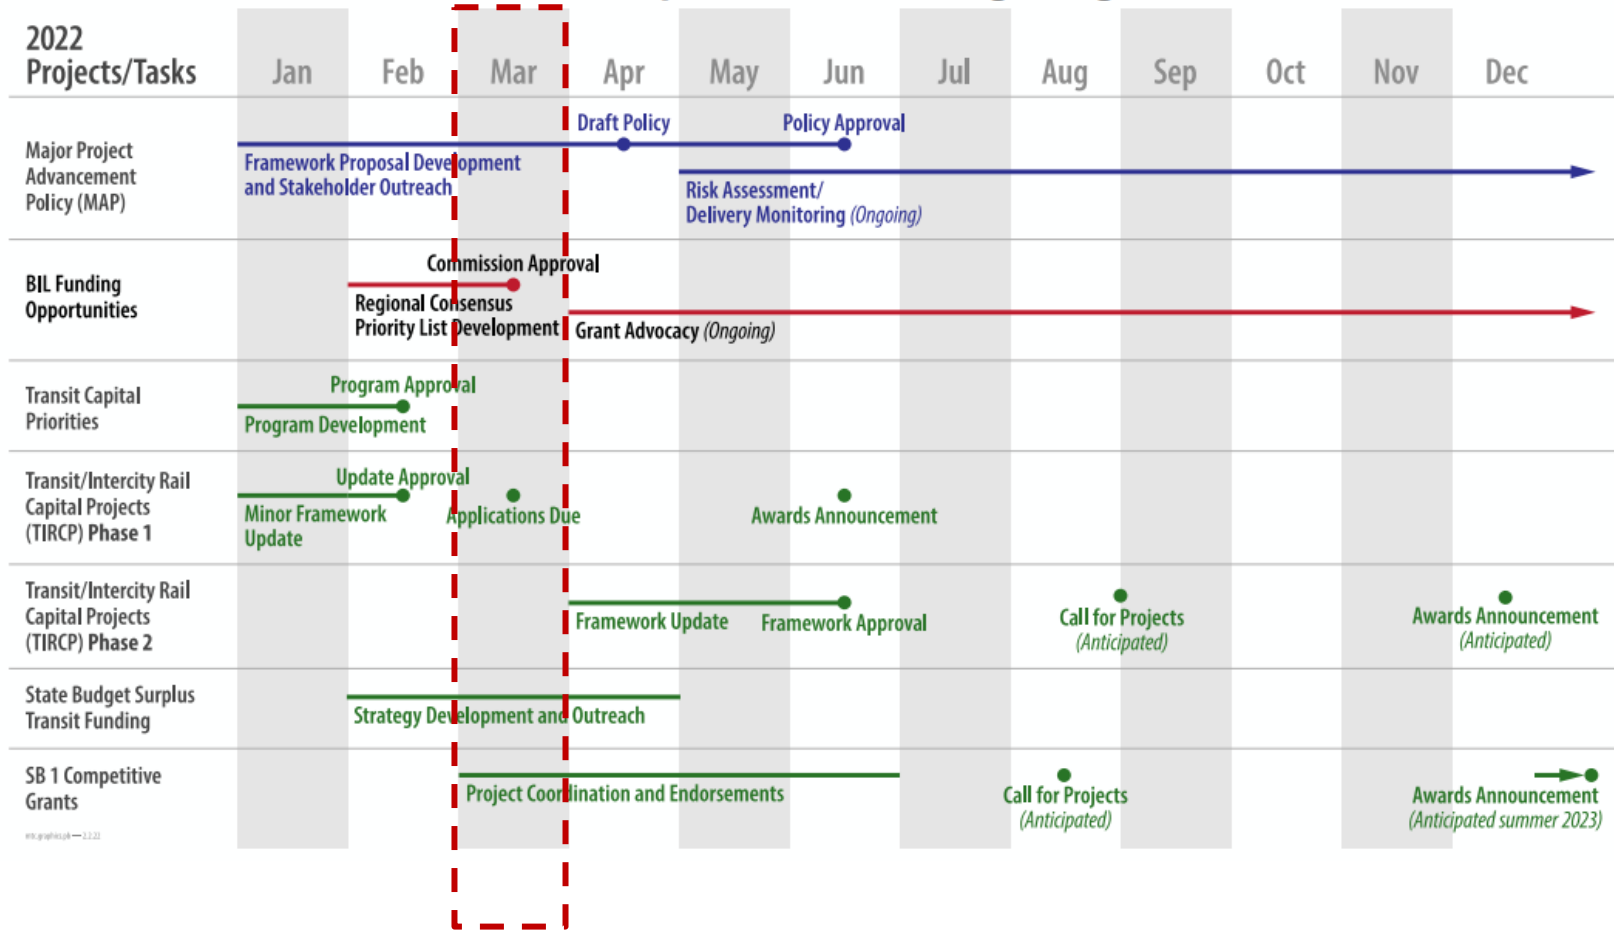 2022
Projects/Tasks
Jan Feb Mar Apr May Jun Jul Aug Sep Oct Nov Dec
Major Project
Advancement
Policy (MAP)
Draft Policy
Policy Approval
Framework Proposal Development
and Stakeholder Outreach
Risk Assessment/
Delivery Monitoring (Ongoing)
BIL Funding
Opportunities
Commission Approval
Regional Consensus
Priority List Development
Grant Advocacy (Ongoing)
Transit Capital
Priorities
Program Approval
Program Development
Transit/Intercity Rail
Capital Projects
(TIRCP) Phase 1
Update Approval
Minor Framework
Update
Applications Due
Awards Announcement
Transit/Intercity Rail
Capital Projects
(TIRCP) Phase 2
Framework Update
Framework Approval
Call for Projects
(Anticipated)
Awards Announcement
(Anticipated)
State Budget Surplus
Transit Funding
Strategy Development and Outreach
SB 1 Competitive
Grants
Project Coordination and Endorsements
Call for Projects
(Anticipated)
Awards Announcement
(Anticipated summer 2023)